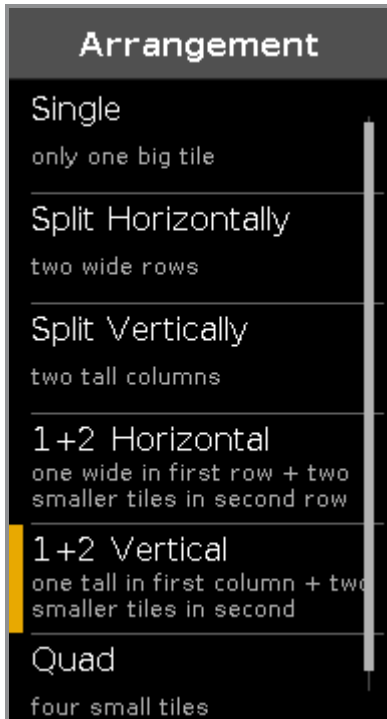 Arrangement
Single
only one big tile
Split Horizontally
two wide rows
Split Vertically
two tall columns
1+2 Horizontal
one wide in first row + two
smaller tiles in second row
1+2 Vertical
one tall in first column + two
smaller tiles in second
Quad
four small tiles